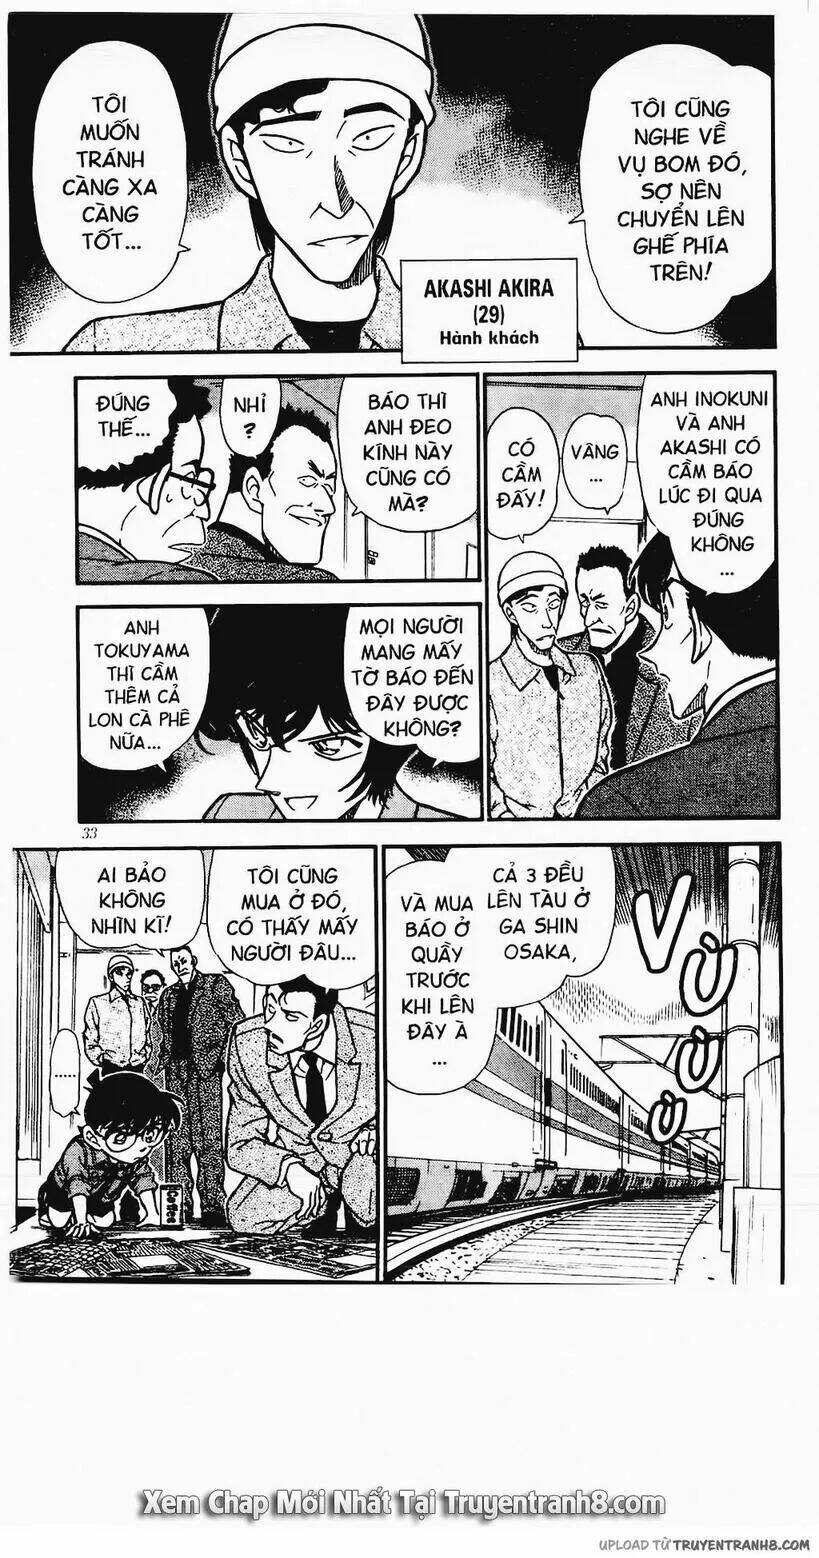 TÔI CŨNG
NGHE VỀ
VỤ BOM ĐÓ,
SỢ NÊN
CHUYỂN LÊN
GHẾ PHÍA
TRÊN!
TÔI
MUỐN
TRÁNH
CÀNG XA
CÀNG
TỐT...
AKASHI AKIRA
(29)
Hành khách
ANH INOKUNI
VÀ ANH
AKASHI CÓ
CẦM BÁO
LÚC ĐI QUA
ĐÚNG
KHÔNG
...
VÂNG
...
CÓ
CẦM
ĐẤY!
BÁO THÌ
ANH ĐEO
KÍNH NÀY
CŨNG CÓ
MÀ?
NHỈ
?
ĐÚNG
THẾ...
MỌI NGƯỜI
MANG MẤY
TỜ BÁO ĐẾN
ĐÂY ĐƯỢC
KHÔNG?
ANH
TOKUYAMA
THÌ CẦM
THÊM CẢ
LON CÀ PHÊ
NỮA...
33
CẢ 3 ĐỀU
LÊN TÀU Ở
GA SHIN
OSAKA,
VÀ MUA
BÁO Ở
QUẦY
TRƯỚC
KHI LÊN
ĐÂY À
...
VÙ Ù Ù Ù
TÔI CŨNG
MUA Ở ĐÓ,
CÓ THẤY MẤY
NGƯỜI ĐÂU...
AI BẢO
KHÔNG
NHÌN KĨ!
......
Coffee
Xem Chap Mới Nhất Tại Truyentranh8.com
UPLOAD TỪ TRUYENTRANH8.COM